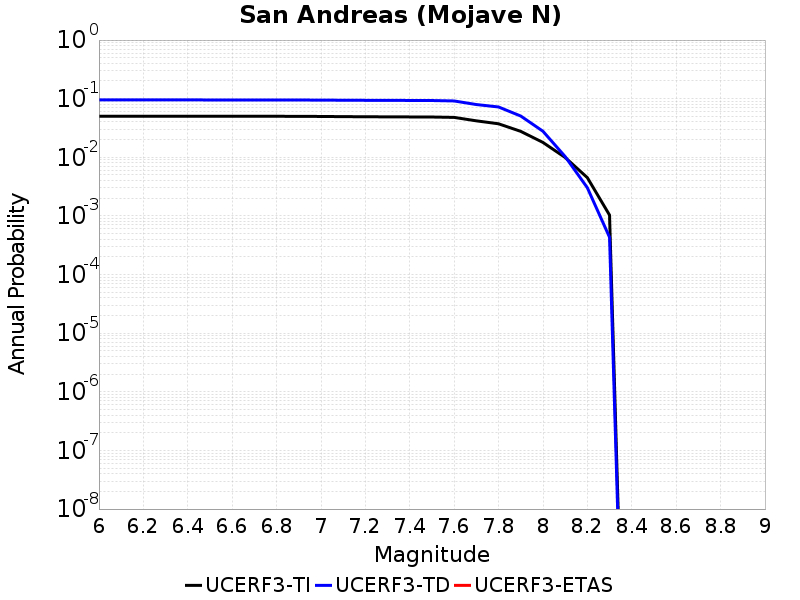 San Andreas (Mojave N)
Annual Probability
10^0
10^-1
10^-2
10^-3
10^-4
10^-5
10^-6
10^-7
10^-8
6 6.2 6.4 6.6 6.8 7 7.2 7.4 7.6 7.8 8 8.2 8.4 8.6 8.8 9
Magnitude
UCERF3-TI UCERF3-TD UCERF3-ETAS